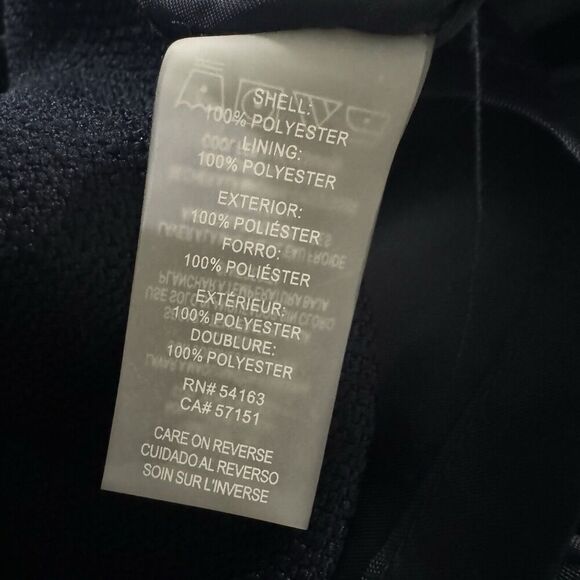 SHELL:
100% POLYESTER
LINING:
100% POLYESTER
EXTERIOR:
100% POLIÉSTER
FORRO:
100% POLIÉSTER
EXTÉRIEUR:
100% POLYESTER
DOUBLURE:
100% POLYESTER
RN# 54163
CA# 57151
CARE ON REVERSE
CUIDADO AL REVERSO
SOIN SUR L'INVERSE